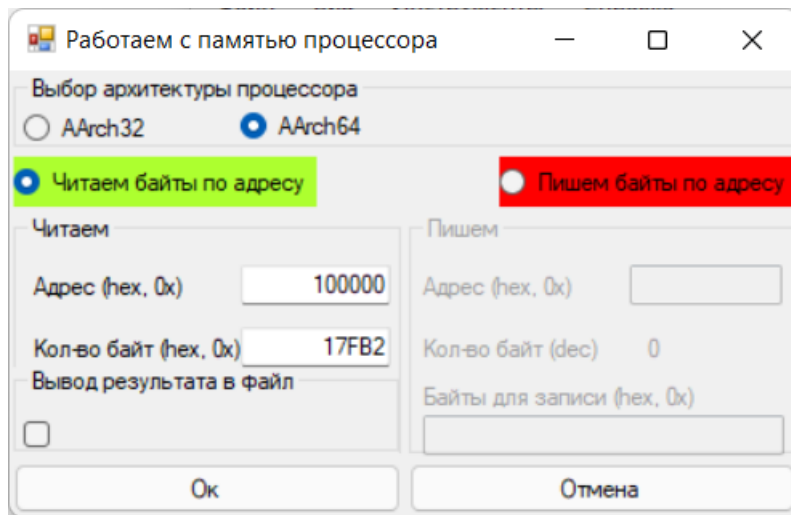 Работаем с памятью процессора
Выбор архитектуры процессора
AArch32 AArch64
Читаем байты по адресу Пишем байты по адресу
Читаем Пишем
Адрес (hex, 0x) 100000 Адрес (hex, 0x)
Кол-во байт (hex, 0x) 17FB2 Кол-во байт (dec) 0
Вывод результата в файл
Байты для записи (hex, 0x)
Ок Отмена